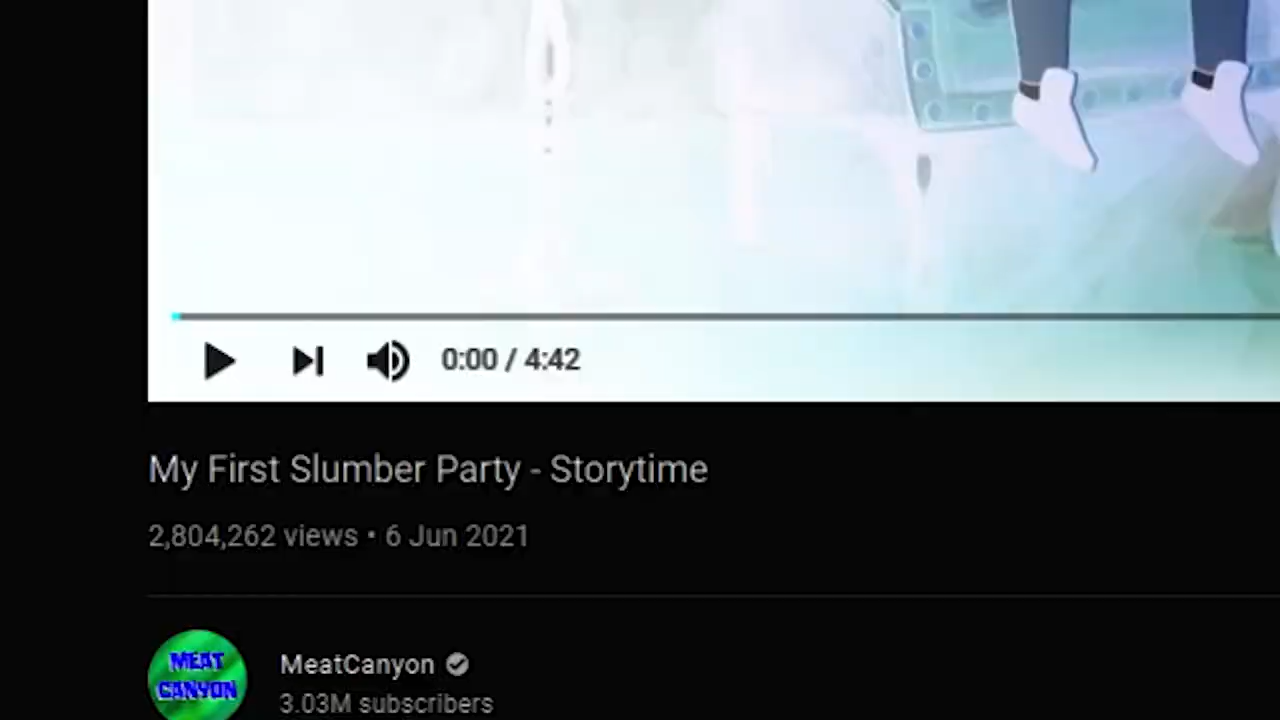 0:00 / 4:42
My First Slumber Party - Storytime
2,804,262 views • 6 Jun 2021
MEAT
CANYON
MeatCanyon
3.03M subscribers